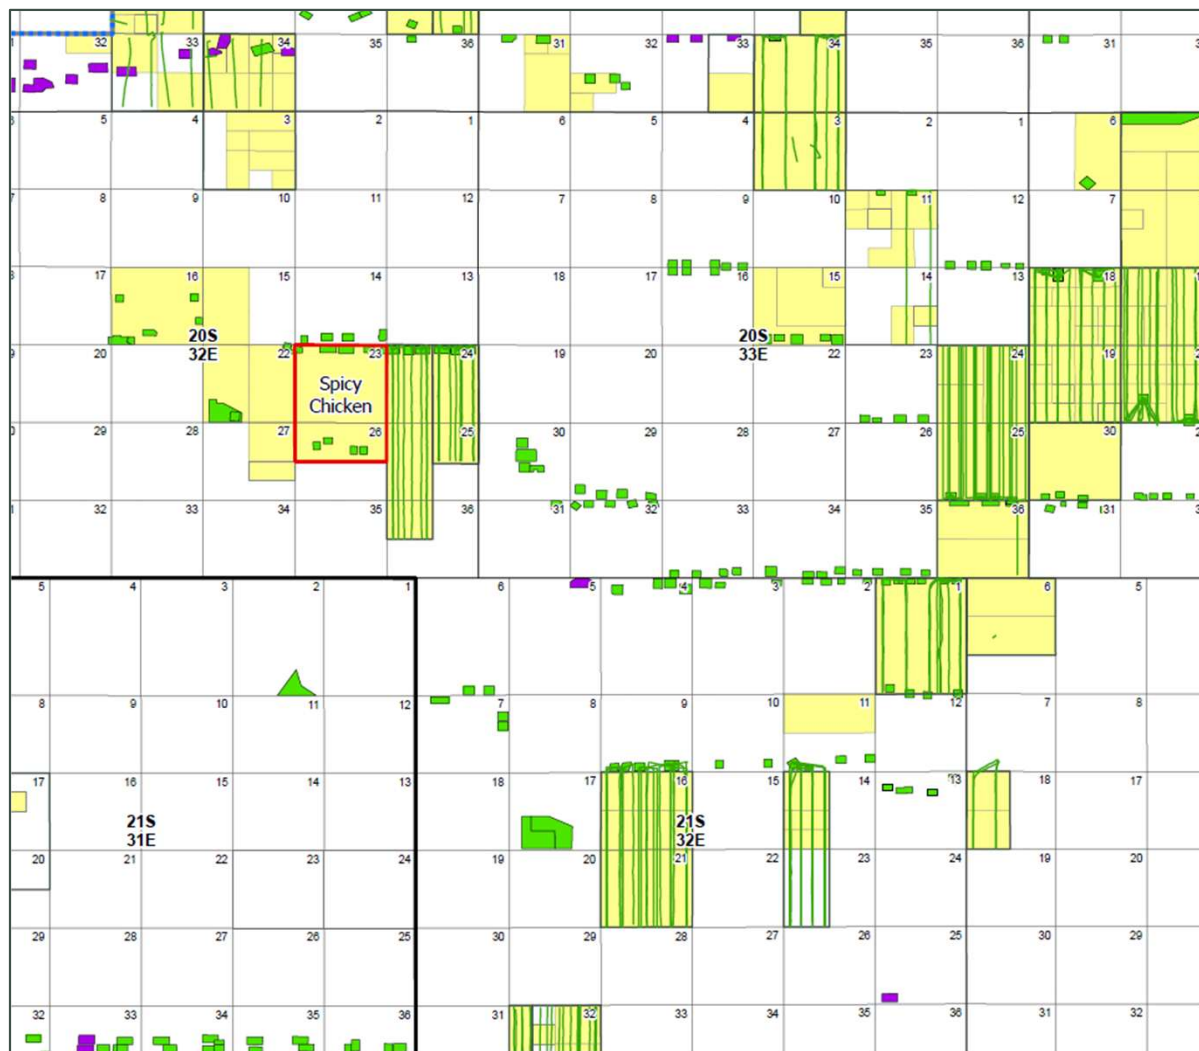 32 33 34 35 36 31 32 33 34 35 36 31
5 4 3 2 1 6 5 4 3 2 1 6
8 9 10 11 12 7 8 9 10 11 12 7
17 16 15 14 13 18 17 16 15 14 13 18
20S
32E
20S
33E
20 22 23 24 19 20 22 23 24 19
Spicy
Chicken
29 28 27 26 25 30 29 28 27 26 25 30
32 33 34 35 36 31 32 33 34 35 36 31
5 4 3 2 1 6 5 4 3 2 1 6 5
8 9 10 11 12 7 8 9 10 11 12 7 8
17 16 15 14 13 18 17 16 15 14 13 18 17
21S
31E
21S
32E
20 21 22 23 24 19 20 21 22 23 24 19 20
29 28 27 26 25 30 29 28 27 26 25 30 29
32 33 34 35 36 31 32 33 34 35 36 31 32